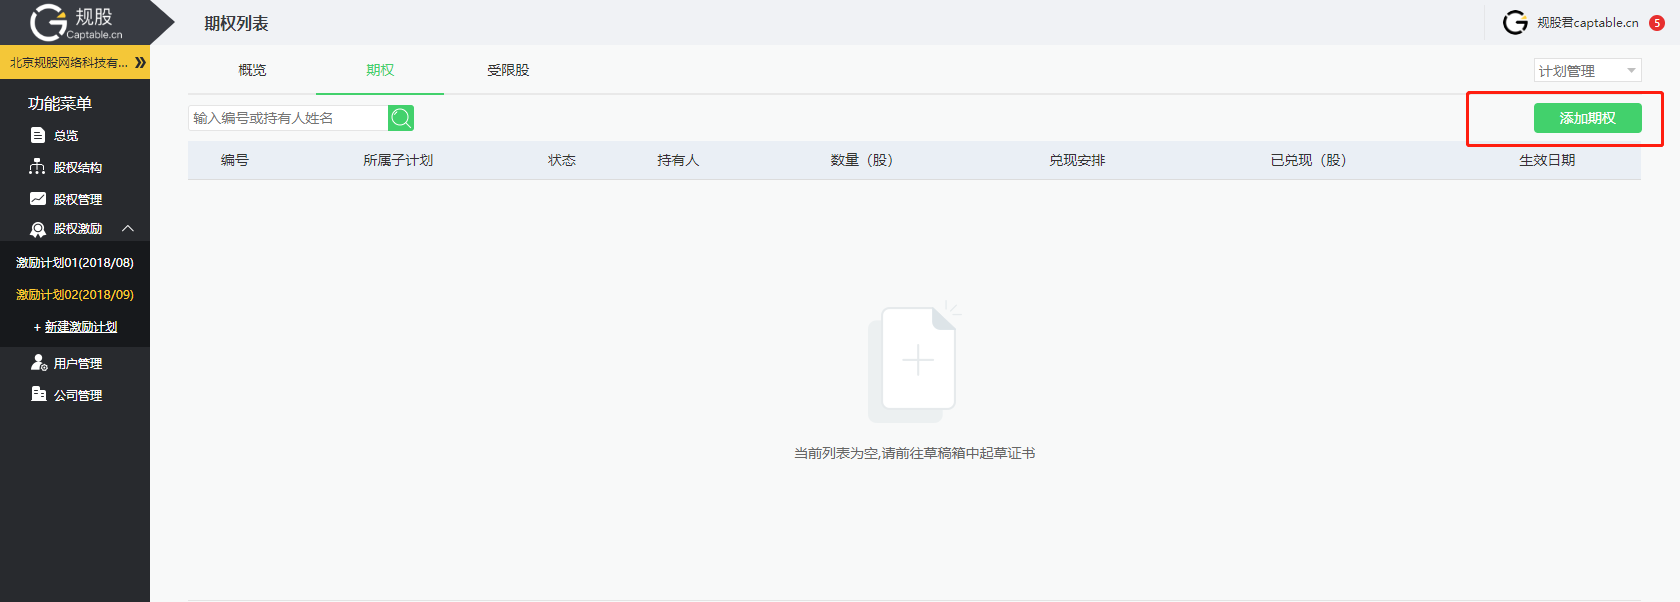 规股
Captable.cn
期权列表
规股君captable.cn
5
北京规股网络科技有... »
概览
期权
受限股
计划管理
输入编号或持有人姓名
添加期权
编号
所属子计划
状态
持有人
数量（股）
兑现安排
已兑现（股）
生效日期
功能菜单
总览
股权结构
股权管理
股权激励
激励计划01(2018/08)
激励计划02(2018/09)
+ 新建激励计划
用户管理
公司管理
当前列表为空,请前往草稿箱中起草证书